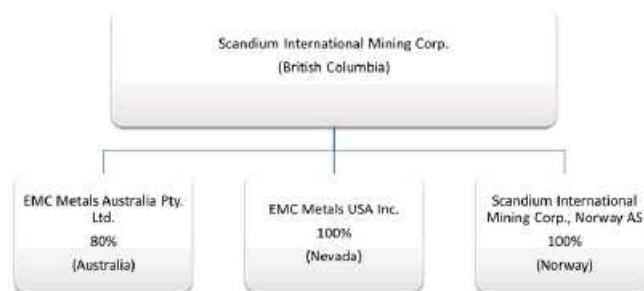 Scandium International Mining Corp.
(British Columbia)
EMC Metals Australia Pty.
Ltd.
80%
(Australia)
EMC Metals USA Inc.
100%
(Nevada)
Scandium International
Mining Corp., Norway AS
100%
(Norway)